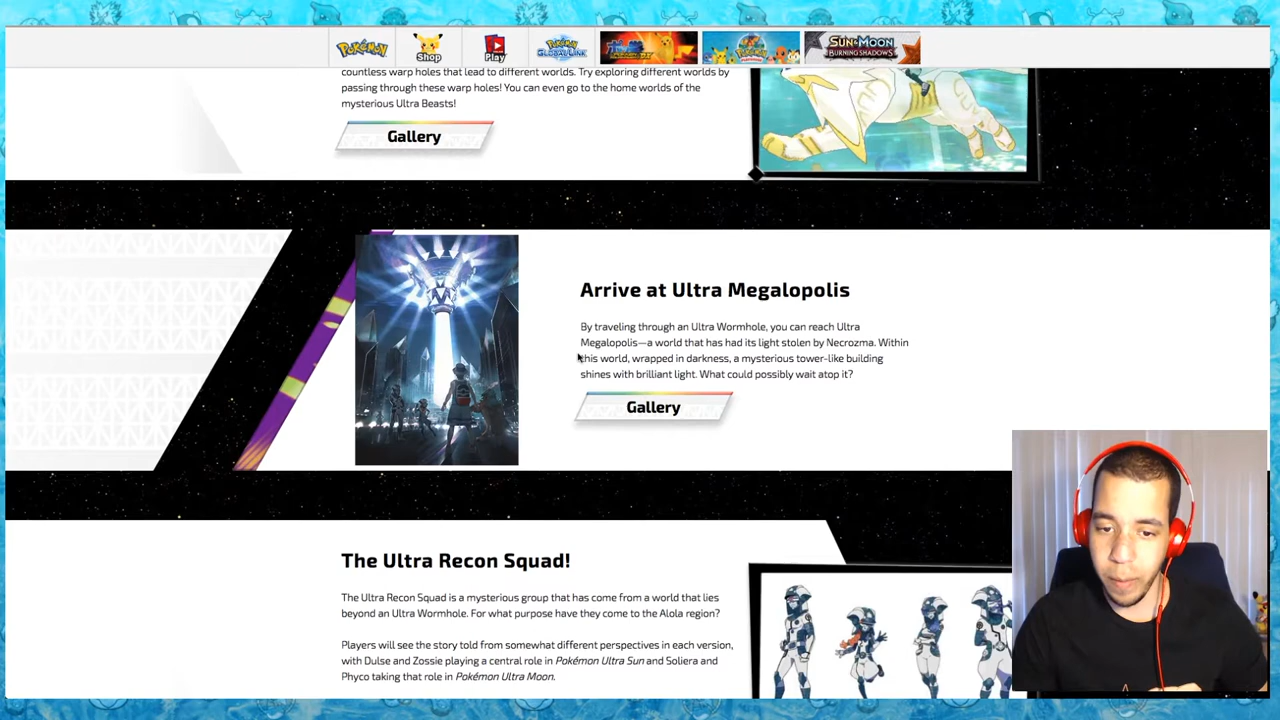 Pokémon
Shop
Play
Pokémon
GLOBAL LINK
SUN & MOON
BURNING SHADOWS
countless warp holes that lead to different worlds. Try exploring different worlds by
passing through these warp holes! You can even go to the home worlds of the
mysterious Ultra Beasts!
Gallery
Arrive at Ultra Megalopolis
By traveling through an Ultra Wormhole, you can reach Ultra
Megalopolis—a world that has had its light stolen by Necrozma. Within
this world, wrapped in darkness, a mysterious tower-like building
shines with brilliant light. What could possibly wait atop it?
Gallery
The Ultra Recon Squad!
The Ultra Recon Squad is a mysterious group that has come from a world that lies
beyond an Ultra Wormhole. For what purpose have they come to the Alola region?
Players will see the story told from somewhat different perspectives in each version,
with Dulse and Zossie playing a central role in Pokémon Ultra Sun and Soliera and
Phyco taking that role in Pokémon Ultra Moon.